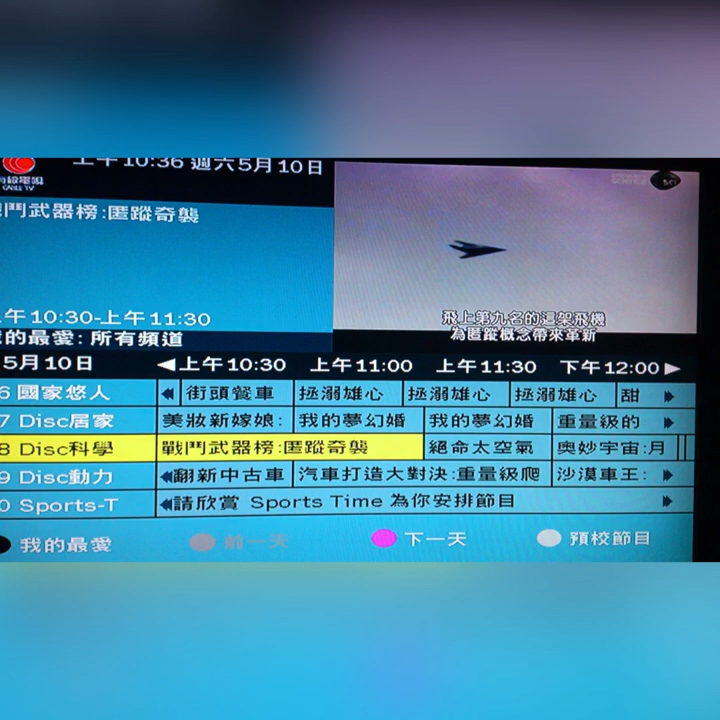 上午10:36 週六5月10日
有線電視
CABLE TV
SCIENCE
SCI
鬥武器榜:匿蹤奇襲
午10:30-上午11:30
的最愛: 所有頻道
飛上第九名的這架飛機
為匿蹤概念帶來革新
5月10日 上午10:30 上午11:00 上午11:30 下午12:00
6 國家悠人 街頭餐車 拯溺雄心 拯溺雄心 拯溺雄心 甜
7 Disc居家 美妝新嫁娘: 我的夢幻婚 我的夢幻婚 重量級的
8 Disc科學 戰鬥武器榜:匿蹤奇襲 絕命太空氣 奧妙宇宙:月
9 Disc動力 翻新中古車 汽車打造大對決:重量級爬 沙漠車王:
0 Sports-T 請欣賞 Sports Time 為你安排節目
我的最愛 前一天 下一天 預校節目